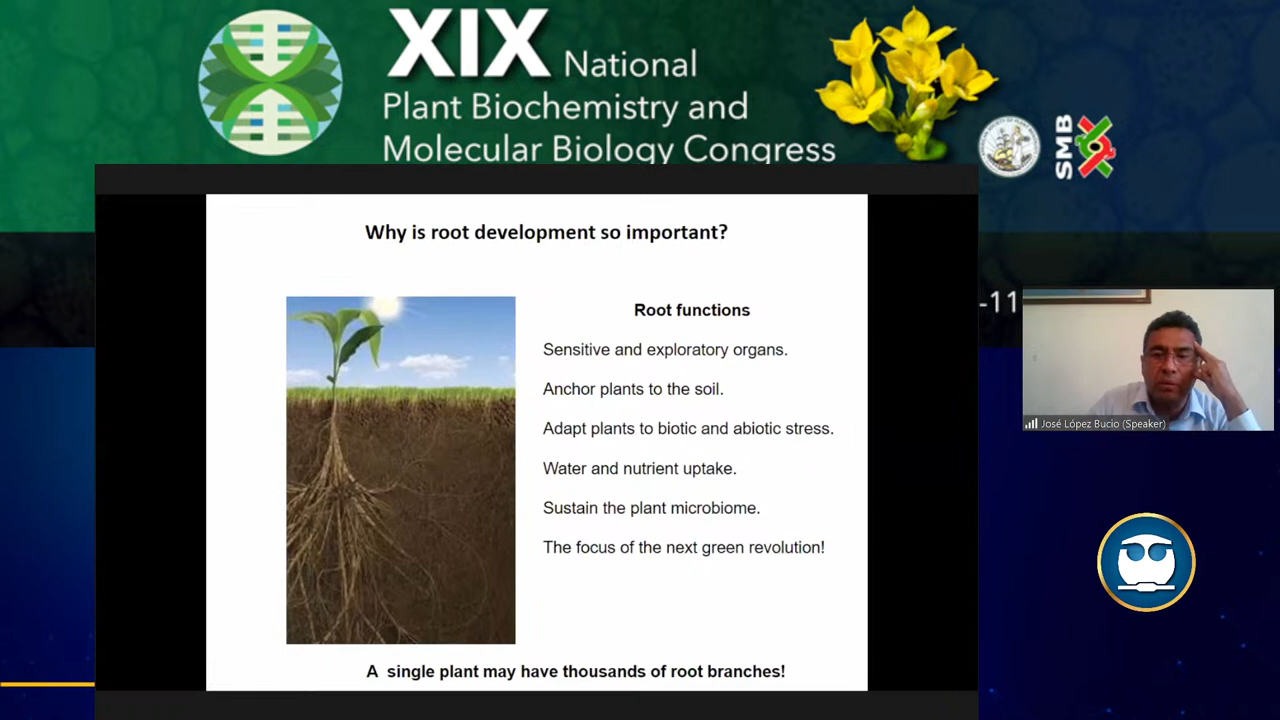 XIX National
Plant Biochemistry and
Molecular Biology Congress
SMB
Why is root development so important?
Root functions
Sensitive and exploratory organs.
Anchor plants to the soil.
Adapt plants to biotic and abiotic stress.
Water and nutrient uptake.
Sustain the plant microbiome.
The focus of the next green revolution!
A single plant may have thousands of root branches!
-11
José López Bucio (Speaker)